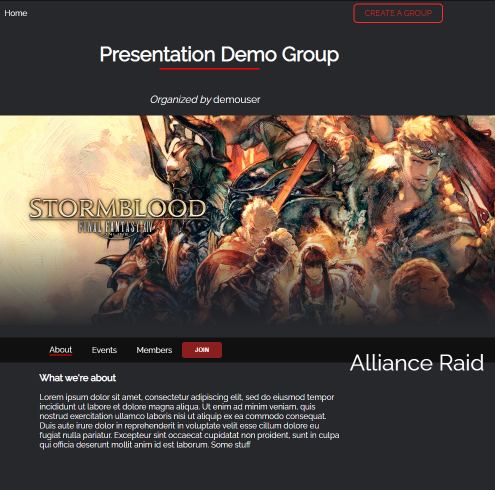 Home
CREATE A GROUP
Presentation Demo Group
Organized by demouser
STORMBLOOD
FINAL FANTASY XIV
ONLINE
About
Events
Members
JOIN
Alliance Raid
What we're about
Lorem ipsum dolor sit amet, consectetur adipiscing elit, sed do eiusmod tempor
incididunt ut labore et dolore magna aliqua. Ut enim ad minim veniam, quis
nostrud exercitation ullamco laboris nisi ut aliquip ex ea commodo consequat.
Duis aute irure dolor in reprehenderit in voluptate velit esse cillum dolore eu
fugiat nulla pariatur. Excepteur sint occaecat cupidatat non proident, sunt in culpa
qui officia deserunt mollit anim id est laborum. Some stuff